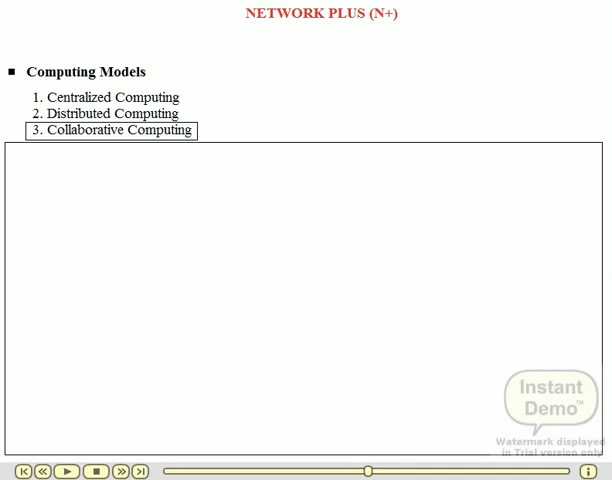 NETWORK PLUS (N+)
■ Computing Models
1. Centralized Computing
2. Distributed Computing
3. Collaborative Computing
Instant
Demo™
Watermark displayed
in Trial version only